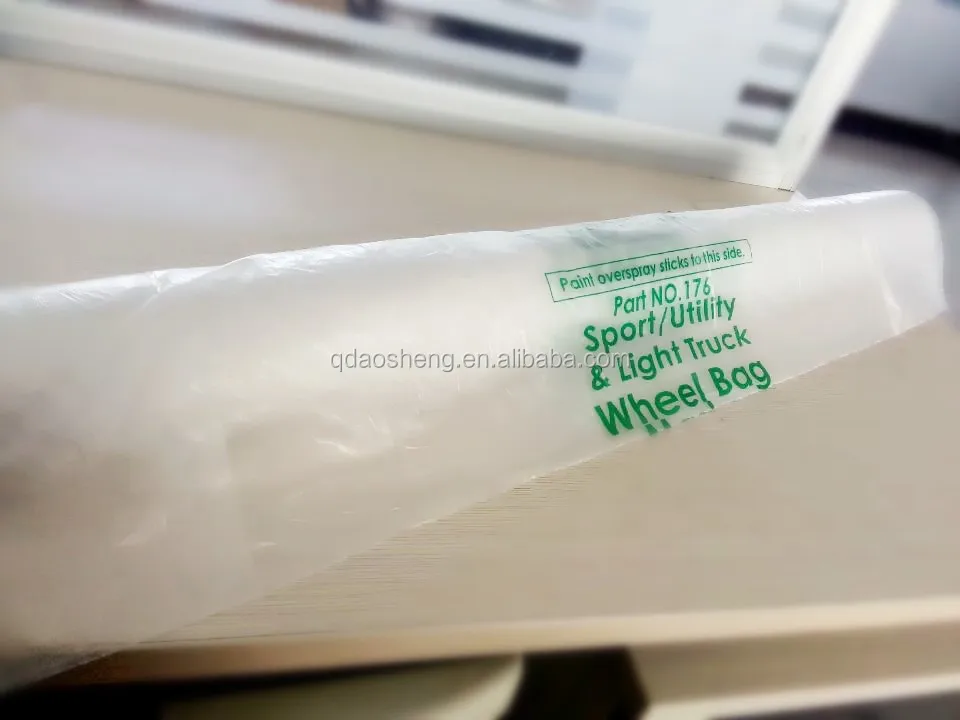 Paint overspray sticks to this side.
Part NO.176
Sport/Utility
qdaosheng.en.alibaba.com
& Light Truck
Wheel Bag